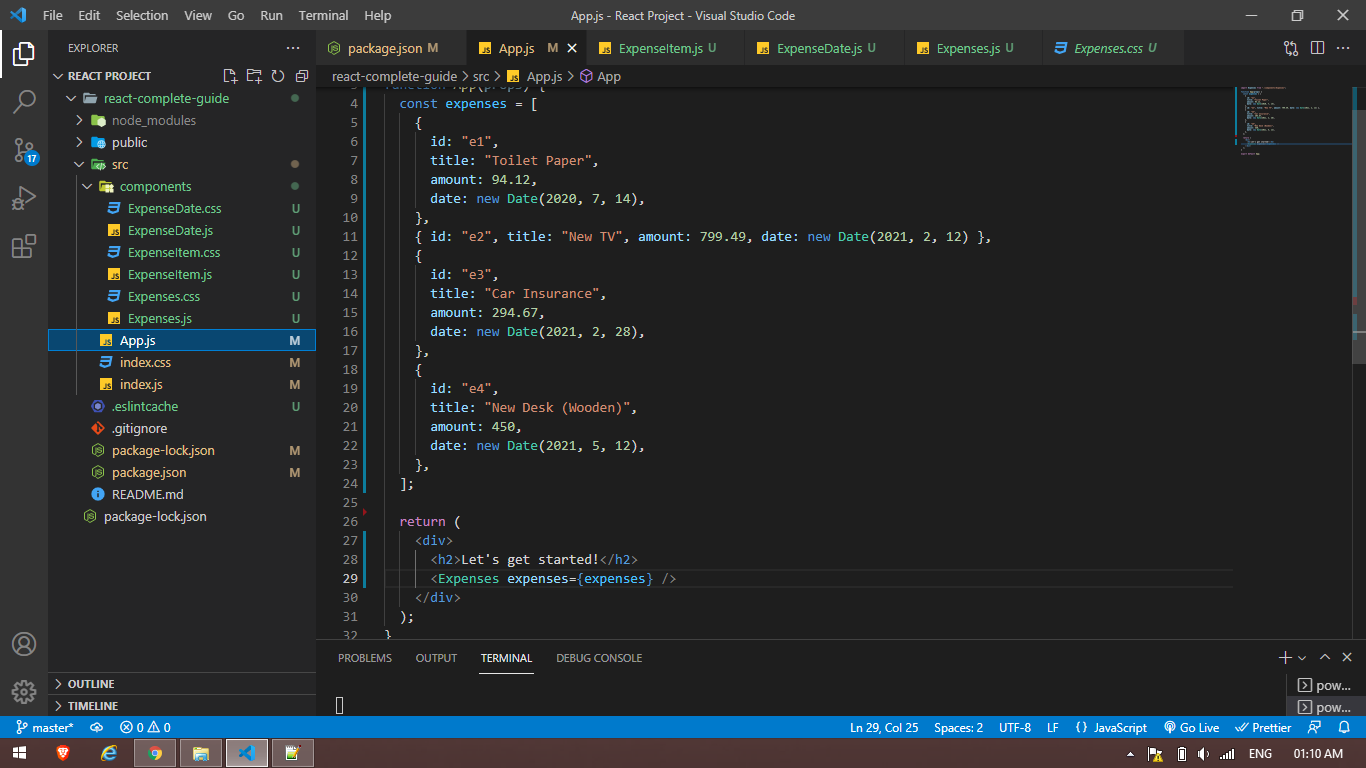 File Edit Selection View Go Run Terminal Help App.js - React Project - Visual Studio Code
EXPLORER
REACT PROJECT
react-complete-guide
node_modules
public
src
components
ExpenseDate.css U
ExpenseDate.js U
ExpenseItem.css U
ExpenseItem.js U
Expenses.css U
Expenses.js U
App.js M
index.css M
index.js M
.eslintcache U
.gitignore
package-lock.json M
package.json M
README.md
package-lock.json
OUTLINE
TIMELINE
17
package.json M App.js M ExpenseItem.js U ExpenseDate.js U Expenses.js U Expenses.css U
react-complete-guide > src > App.js > App
3 function App(props) {
4 const expenses = [
5 {
6 id: "e1",
7 title: "Toilet Paper",
8 amount: 94.12,
9 date: new Date(2020, 7, 14),
10 },
11 { id: "e2", title: "New TV", amount: 799.49, date: new Date(2021, 2, 12) },
12 {
13 id: "e3",
14 title: "Car Insurance",
15 amount: 294.67,
16 date: new Date(2021, 2, 28),
17 },
18 {
19 id: "e4",
20 title: "New Desk (Wooden)",
21 amount: 450,
22 date: new Date(2021, 5, 12),
23 },
24 ];
25
26 return (
27 <div>
28 <h2>Let's get started!</h2>
29 <Expenses expenses={expenses} />
30 </div>
31 );
32 }
PROBLEMS OUTPUT TERMINAL DEBUG CONSOLE
pow...
pow...
master* 0 0 Ln 29, Col 25 Spaces: 2 UTF-8 LF {} JavaScript Go Live Prettier
ENG 01:10 AM